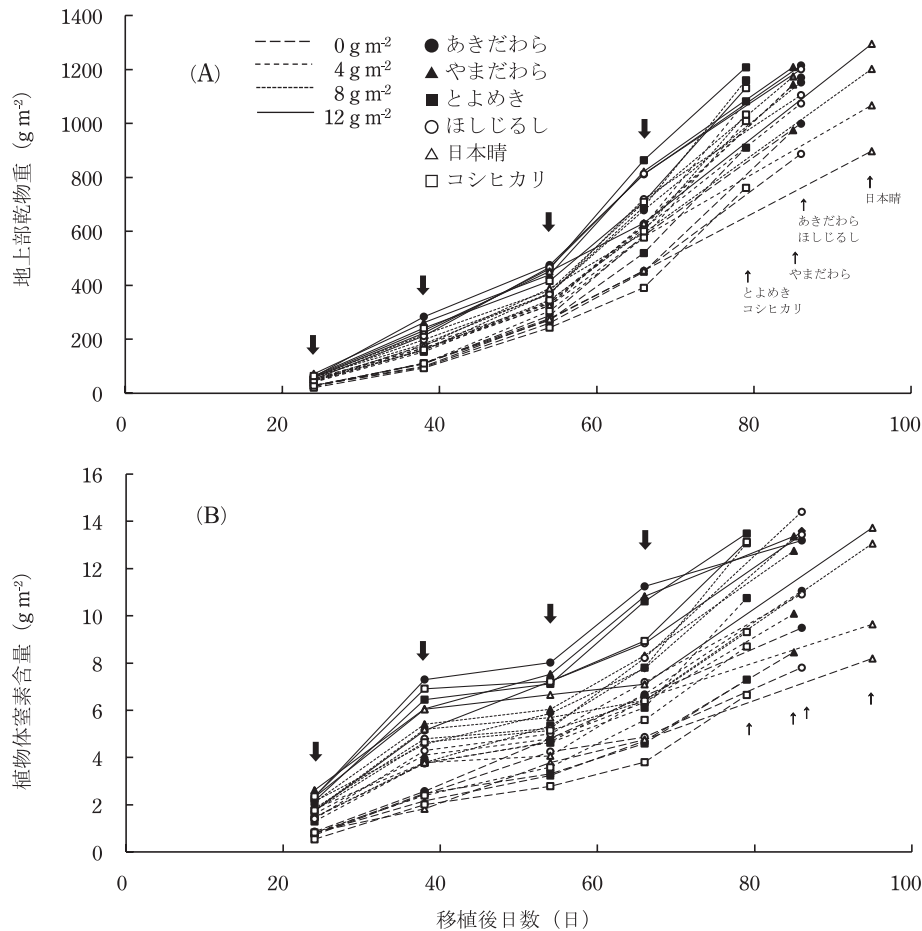 1400
1200
1000
800
600
400
200
0
地上部乾物重（g m-2）
（A）
0 g m-2
4 g m-2
8 g m-2
12 g m-2
あきだわら
やまだわら
とよめき
ほしじるし
日本晴
コシヒカリ
日本晴
あきだわら
ほしじるし
やまだわら
とよめき
コシヒカリ
0 20 40 60 80 100
16
14
12
10
8
6
4
2
0
植物体窒素含量（g m-2）
（B）
0 20 40 60 80 100
移植後日数（日）